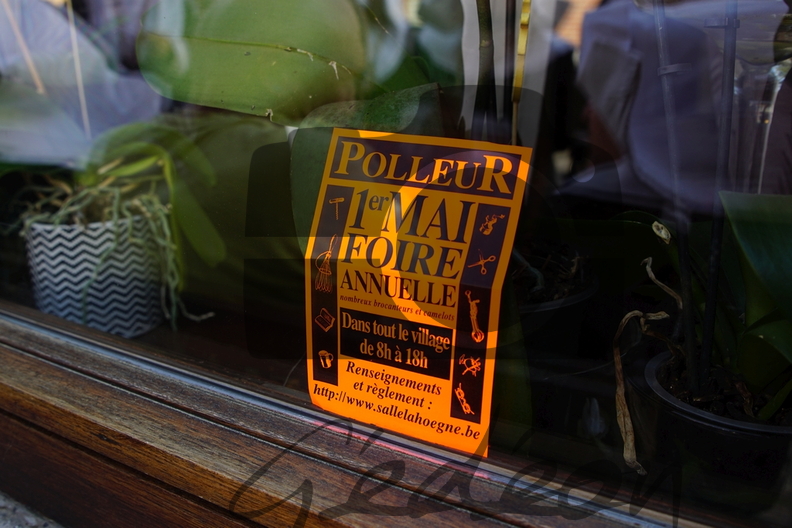 POLLEUR
1er MAI
FOIRE
ANNUELLE
nombreux brocanteurs et camelots
Dans tout le village
de 8h à 18h
Renseignements
et règlement :
http://www.sallelahoegne.be
Gédéon